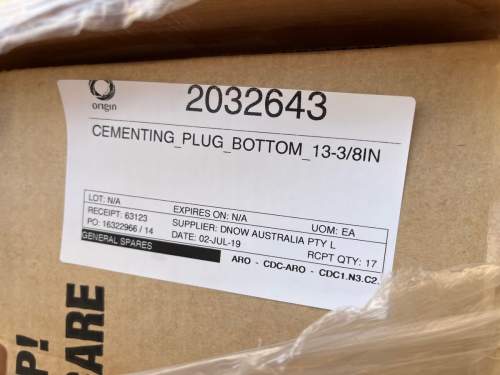 origin
2032643
CEMENTING_PLUG_BOTTOM_13-3/8IN
LOT: N/A
EXPIRES ON: N/A
UOM: EA
RECEIPT: 63123
SUPPLIER: DNOW AUSTRALIA PTY L
PO: 16322966 / 14
DATE: 02-JUL-19
RCPT QTY: 17
GENERAL SPARES
ARO - CDC-ARO - CDC1.N3.C2.
P!
CARE